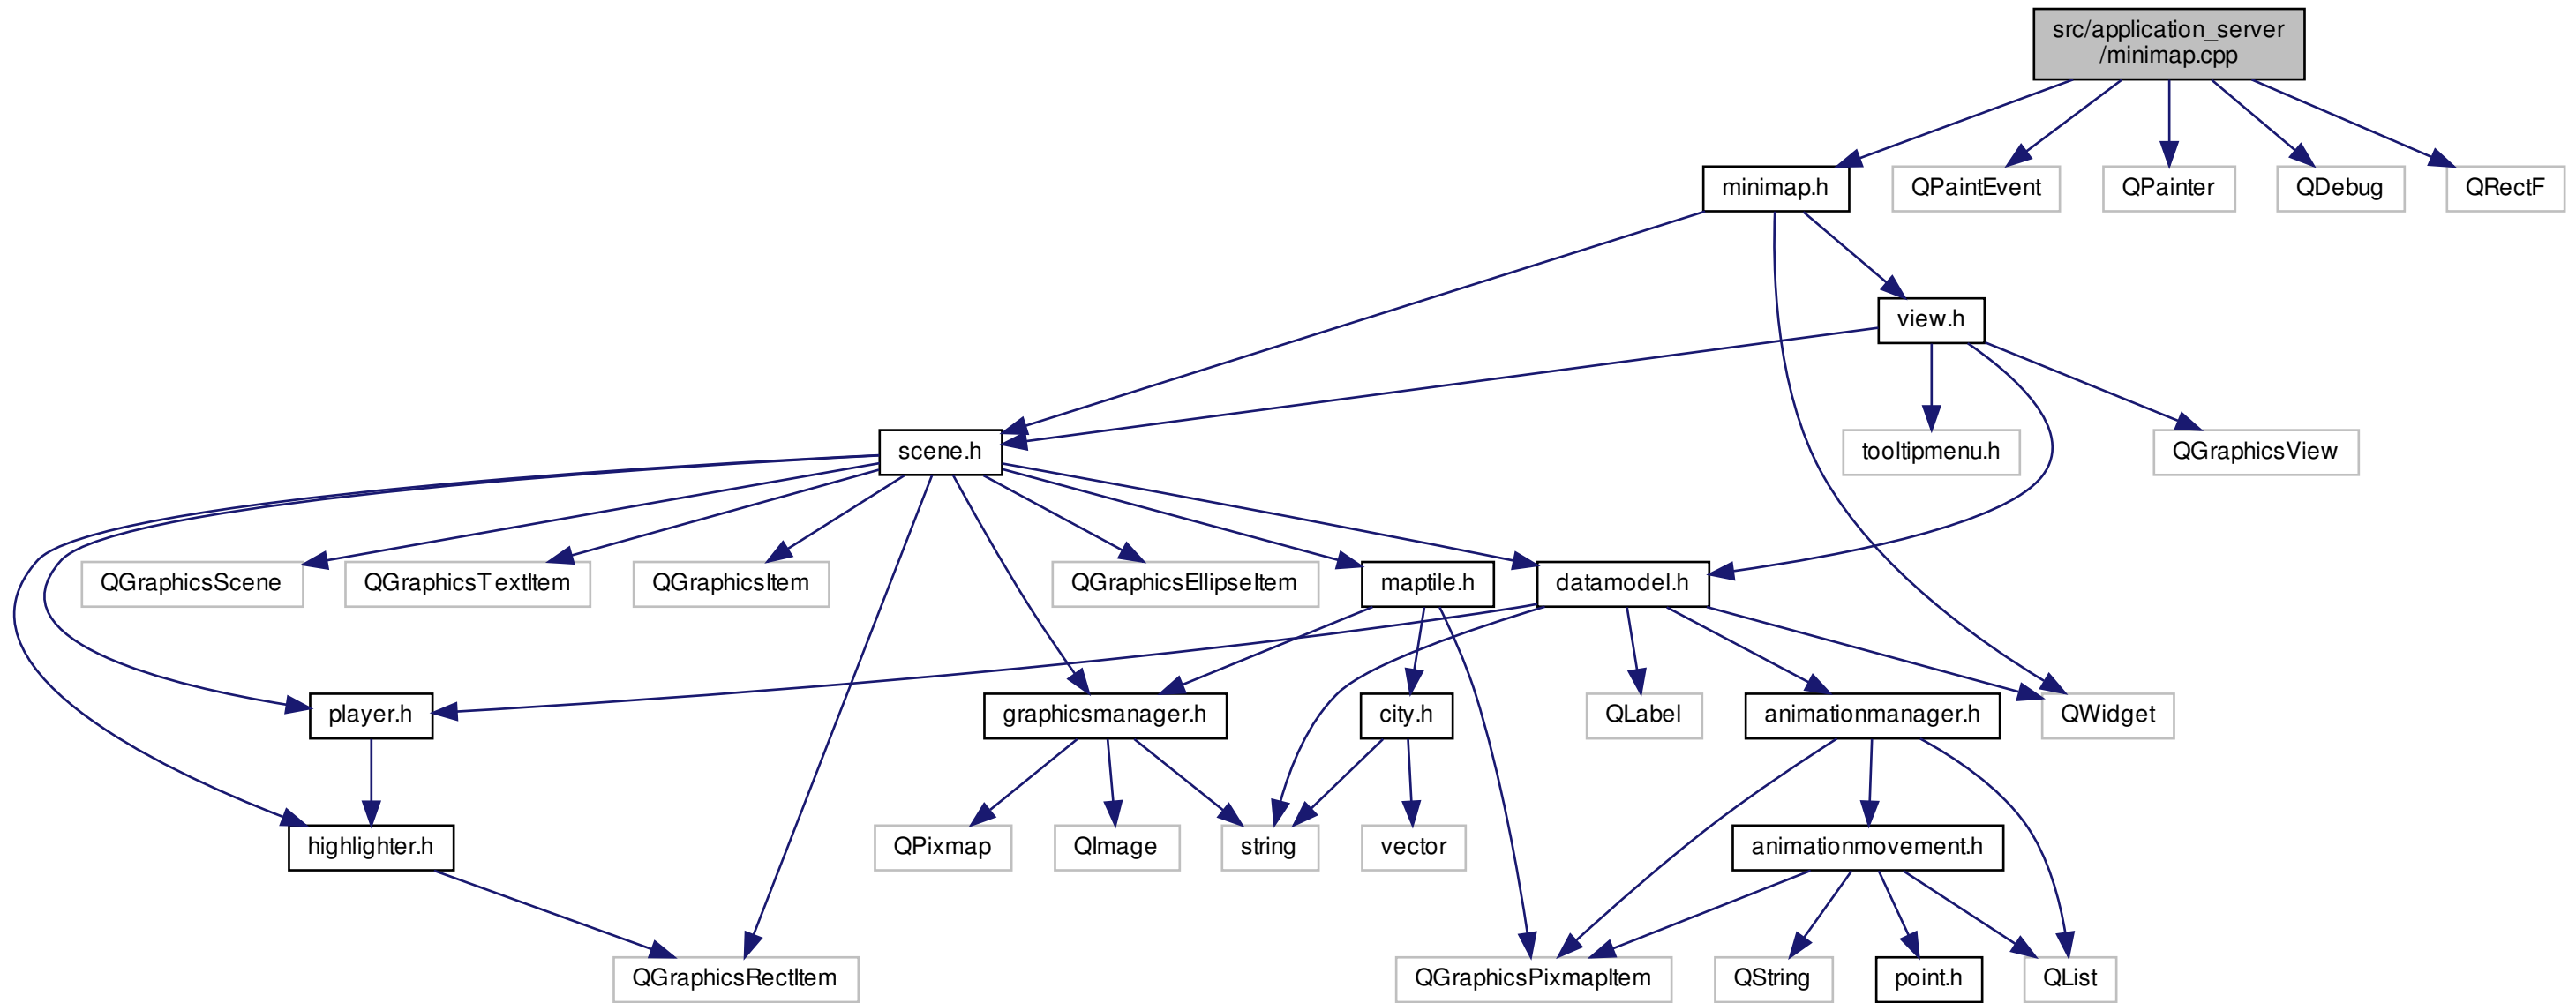 src/application_server
/minimap.cpp
minimap.h
QPaintEvent
QPainter
QDebug
QRectF
view.h
scene.h
tooltipmenu.h
QGraphicsView
QGraphicsScene
QGraphicsTextItem
QGraphicsItem
QGraphicsEllipseItem
maptile.h
datamodel.h
player.h
graphicsmanager.h
city.h
QLabel
animationmanager.h
QWidget
highlighter.h
QPixmap
QImage
string
vector
animationmovement.h
QGraphicsRectItem
QGraphicsPixmapItem
QString
point.h
QList